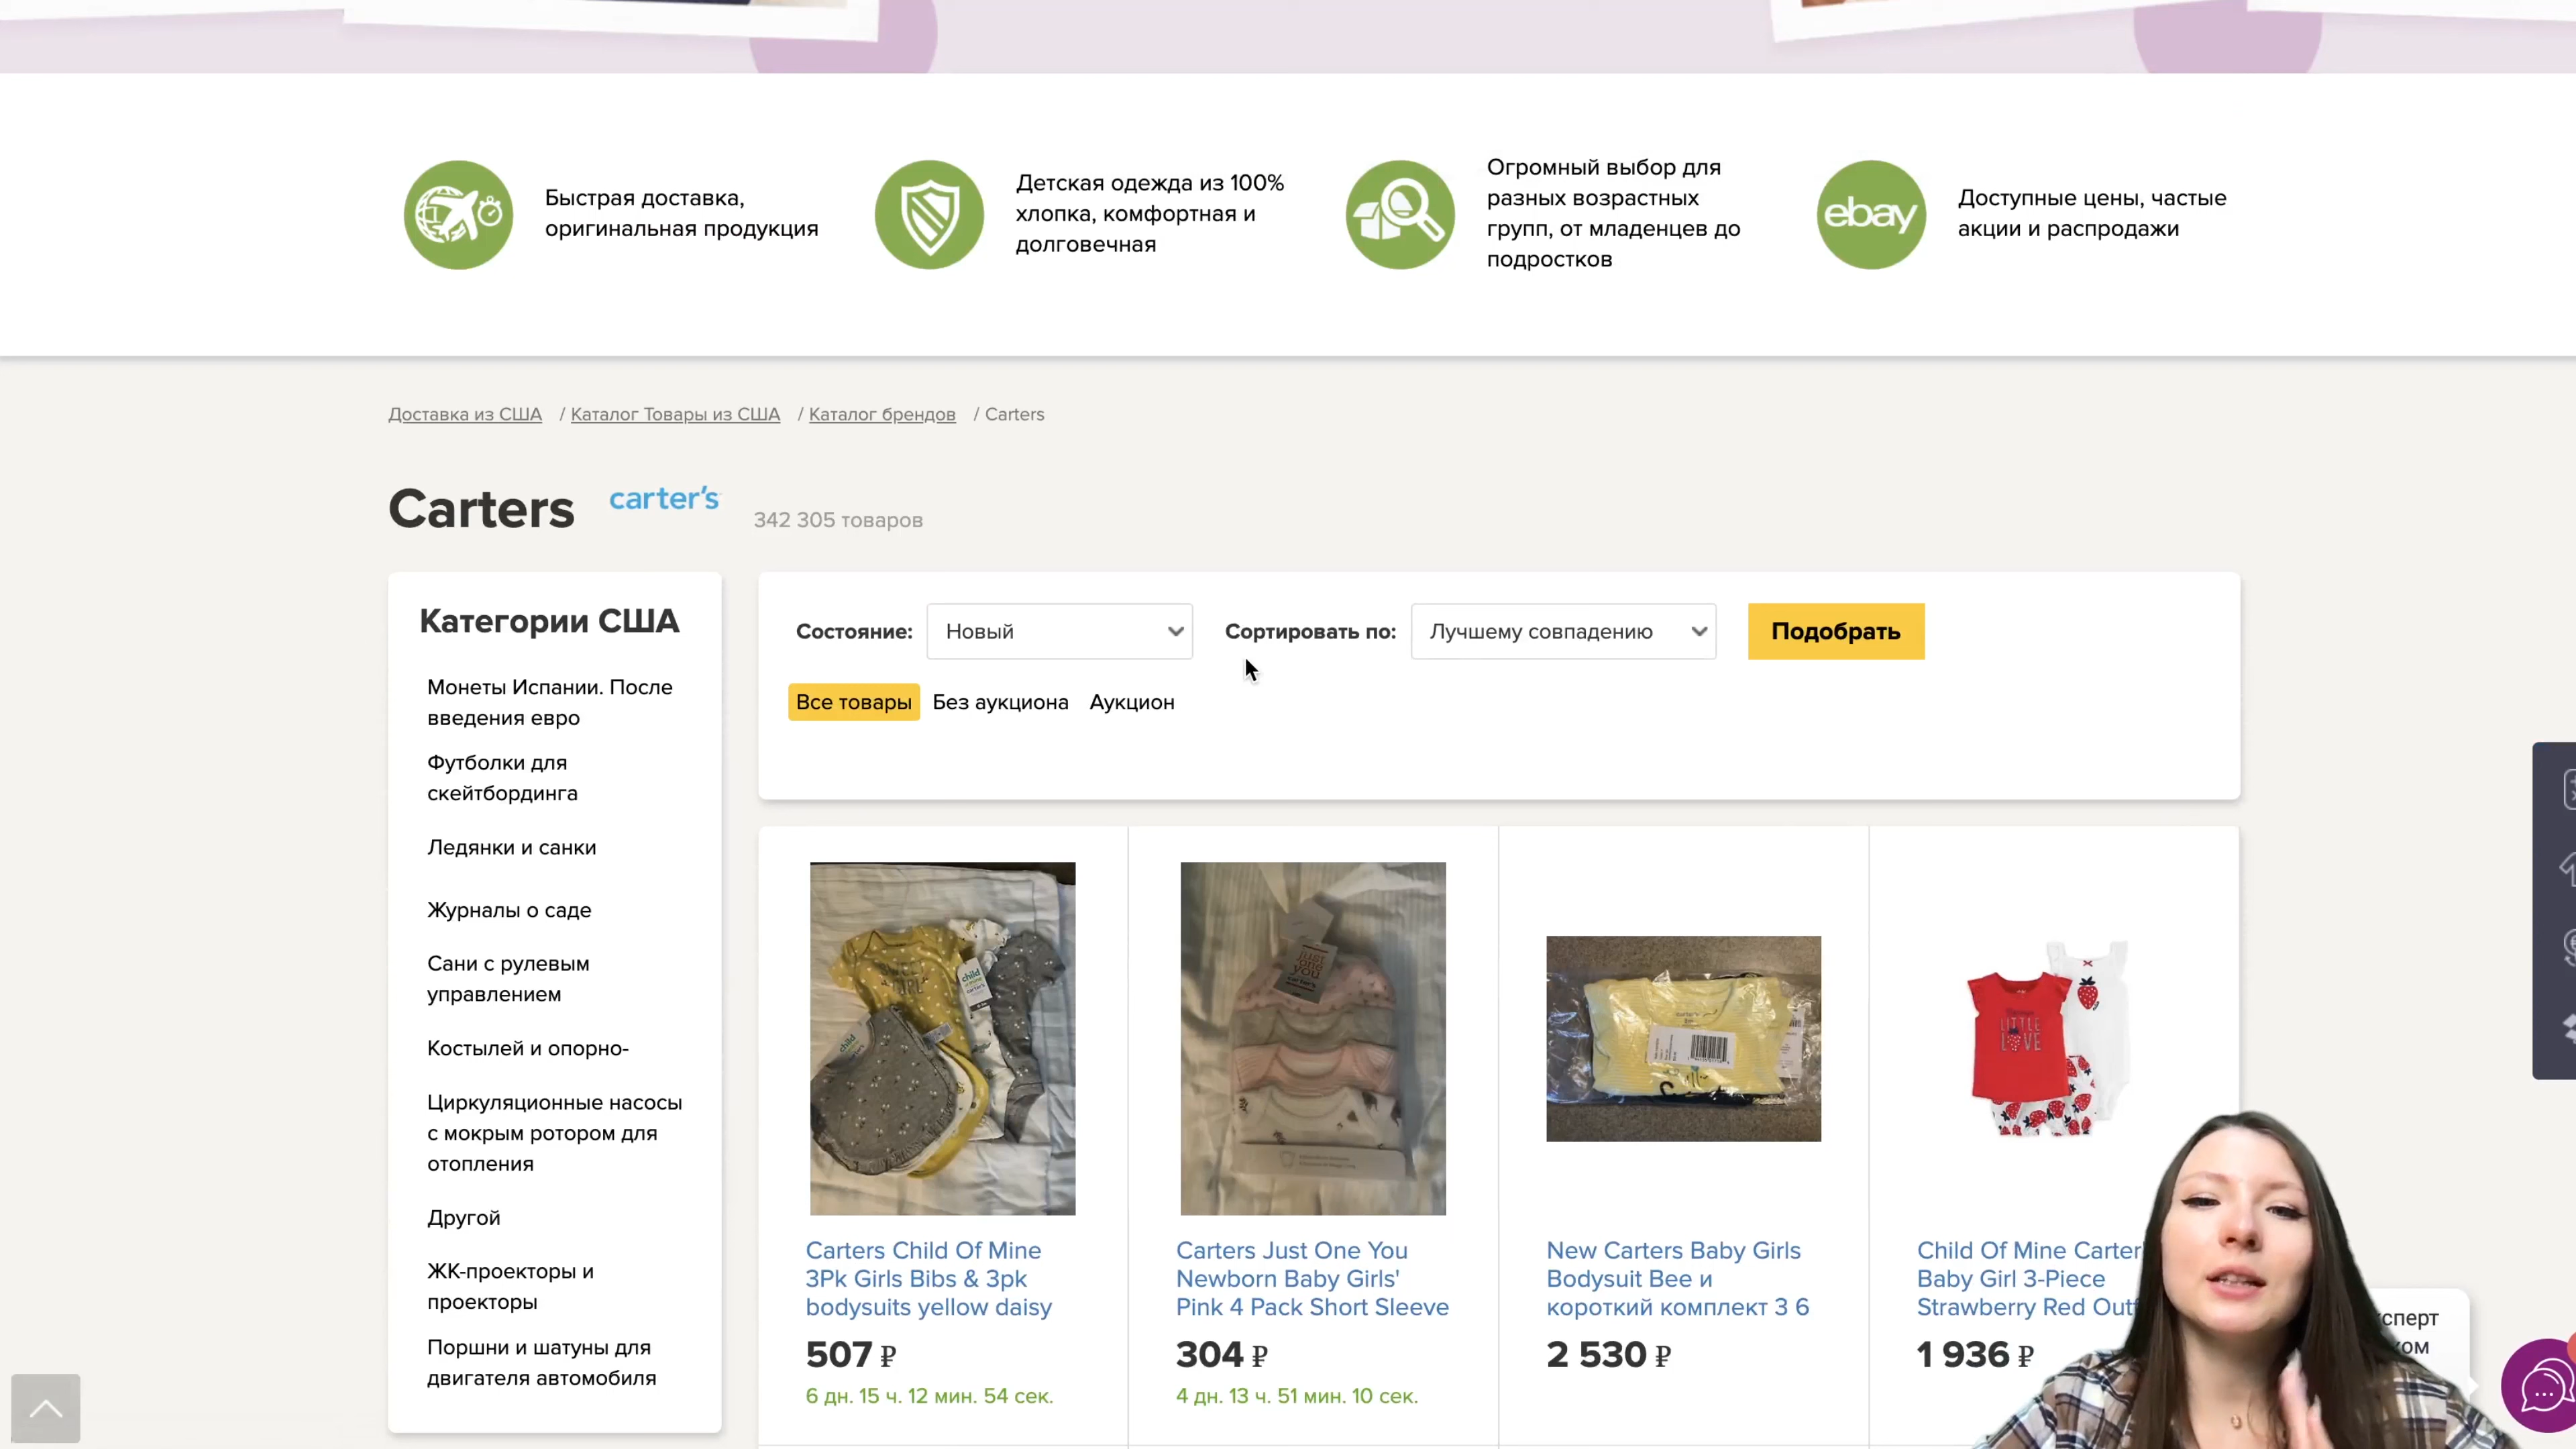 Быстрая доставка,
оригинальная продукция
Детская одежда из 100%
хлопка, комфортная и
долговечная
Огромный выбор для
разных возрастных
групп, от младенцев до
подростков
ebay
Доступные цены, частые
акции и распродажи
Доставка из США / Каталог Товары из США / Каталог брендов / Carters
Carters carter's 342 305 товаров
Категории США
Монеты Испании. После
введения евро
Футболки для
скейтбординга
Ледянки и санки
Журналы о саде
Сани с рулевым
управлением
Костылей и опорно-
Циркуляционные насосы
с мокрым ротором для
отопления
Другой
ЖК-проекторы и
проекторы
Поршни и шатуны для
двигателя автомобиля
Состояние: Новый Сортировать по: Лучшему совпадению Подобрать
Все товары Без аукциона Аукцион
child
just
one
you
LITTLE
LOVE
Carters Child Of Mine
3Pk Girls Bibs & 3pk
bodysuits yellow daisy
507 ₽
6 дн. 15 ч. 12 мин. 54 сек.
Carters Just One You
Newborn Baby Girls'
Pink 4 Pack Short Sleeve
304 ₽
4 дн. 13 ч. 51 мин. 10 сек.
New Carters Baby Girls
Bodysuit Bee и
короткий комплект 3 6
2 530 ₽
Child Of Mine Carter
Baby Girl 3-Piece
Strawberry Red
1 936 ₽